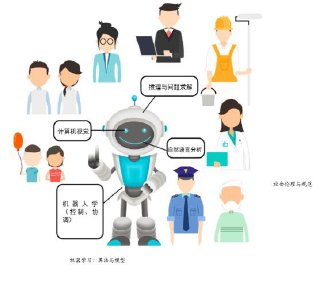 推理与问题求解
计算机视觉
自然语言分析
社会伦理与规范
机器人学
（控制、协
调）
机器学习：算法与模型